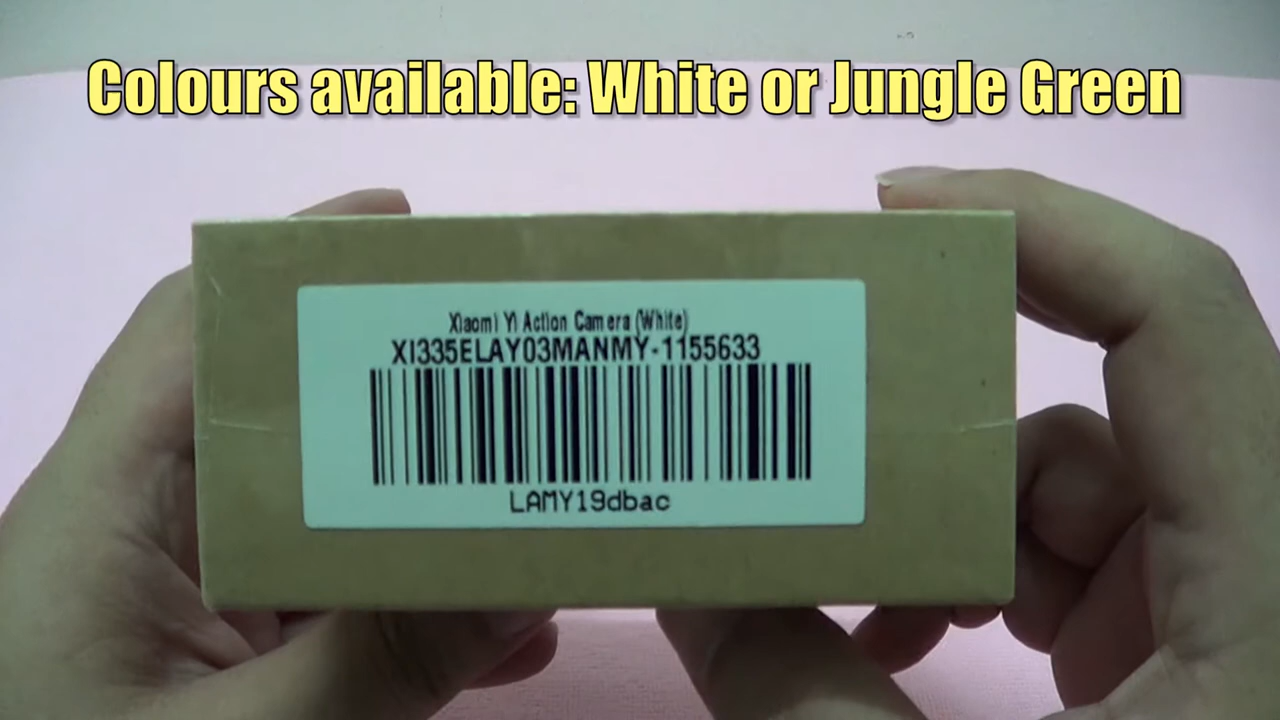 Colours available: White or Jungle Green
Xiaomi Yi Action Camera (White)
XI335ELAY03MANMY-1155633
LAMY19dbac